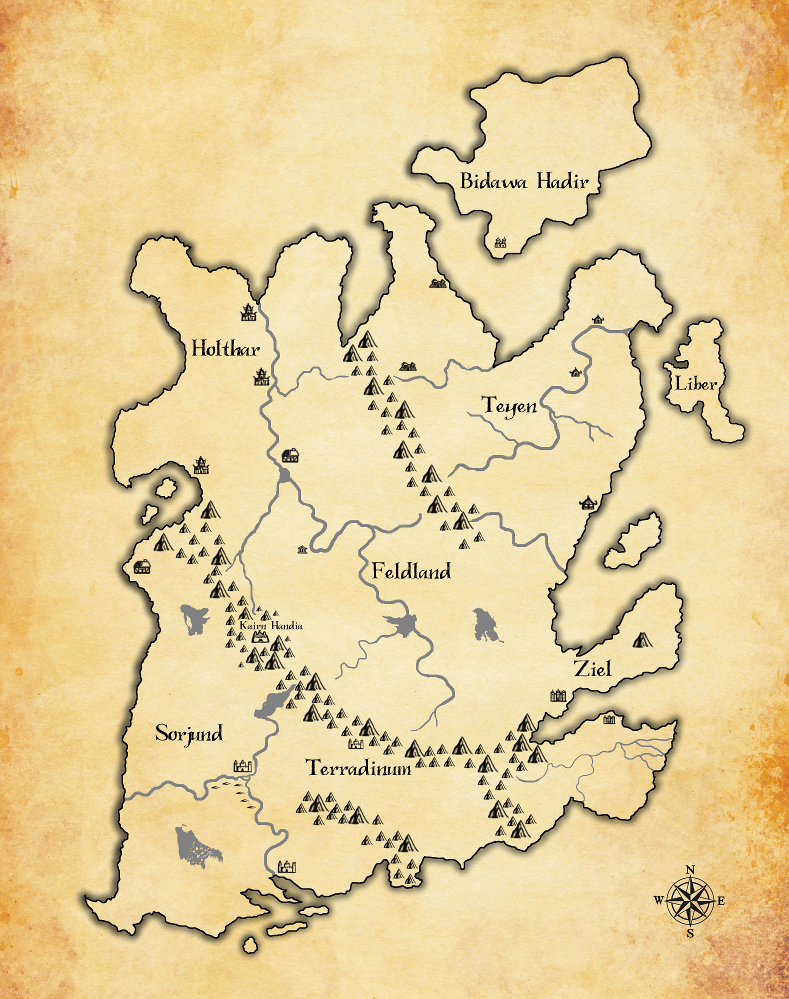 Bidawa Hadir
Holthar
Liber
Teyen
Feldland
Kairn Handia
Ziel
Sorjund
Terradinum
N
W
E
S